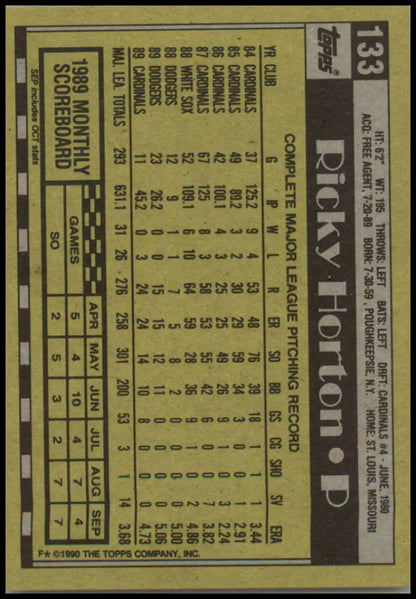 133
Topps
HT: 6'2" WT: 195 THROWS: LEFT BATS: LEFT DRFT: CARDINALS #4 - JUNE, 1980
ACQ: FREE AGENT, 7-20-89 BORN: 7-30-59, POUGHKEEPSIE, N.Y. HOME: ST. LOUIS, MISSOURI
Ricky Horton • P
COMPLETE MAJOR LEAGUE PITCHING RECORD
YR CLUB G IP W L R ER SO BB GS CG SHO SV ERA
84 CARDINALS 37 125.2 9 4 53 48 76 39 18 1 1 1 3.44
85 CARDINALS 49 89.2 3 2 30 29 59 34 3 0 0 1 2.91
86 CARDINALS 42 100.1 4 3 25 25 49 26 9 1 0 3 2.24
87 CARDINALS 67 125 8 3 58 53 55 42 6 0 0 7 3.82
88 WHITE SOX 52 109.1 6 10 64 59 28 36 9 1 0 2 4.86
88 DODGERS 12 9 1 1 7 5 8 2 0 0 0 0 5.00
89 DODGERS 23 26.2 0 0 15 15 12 11 0 0 0 0 5.06
89 CARDINALS 11 45.2 0 3 24 24 14 10 8 0 0 0 4.73
MAJ. LEA. TOTALS 293 631.1 31 26 276 258 301 200 53 3 1 14 3.68
1989 MONTHLY
SCOREBOARD
SEP includes OCT stats
APR MAY JUN JUL AUG SEP
GAMES 5 4 10 4 4 7
SO 2 5 3 2 7 7
F* ©1990 THE TOPPS COMPANY, INC.